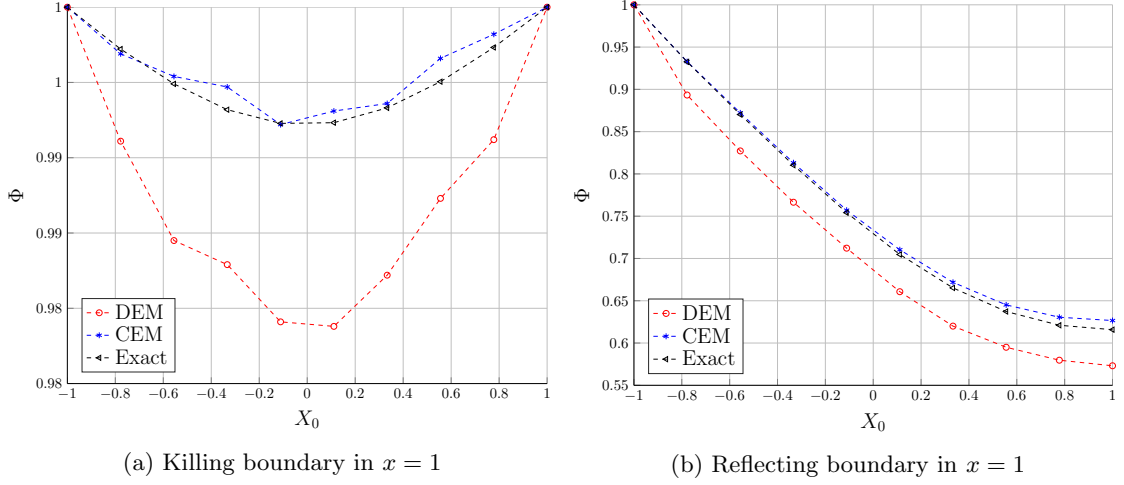 1
1
0.99
0.99
0.98
0.98
Φ
−1 −0.8 −0.6 −0.4 −0.2 0 0.2 0.4 0.6 0.8 1
X₀
DEM
CEM
Exact
(a) Killing boundary in x = 1
1
0.95
0.9
0.85
0.8
0.75
0.7
0.65
0.6
0.55
Φ
−1 −0.8 −0.6 −0.4 −0.2 0 0.2 0.4 0.6 0.8 1
X₀
DEM
CEM
Exact
(b) Reflecting boundary in x = 1